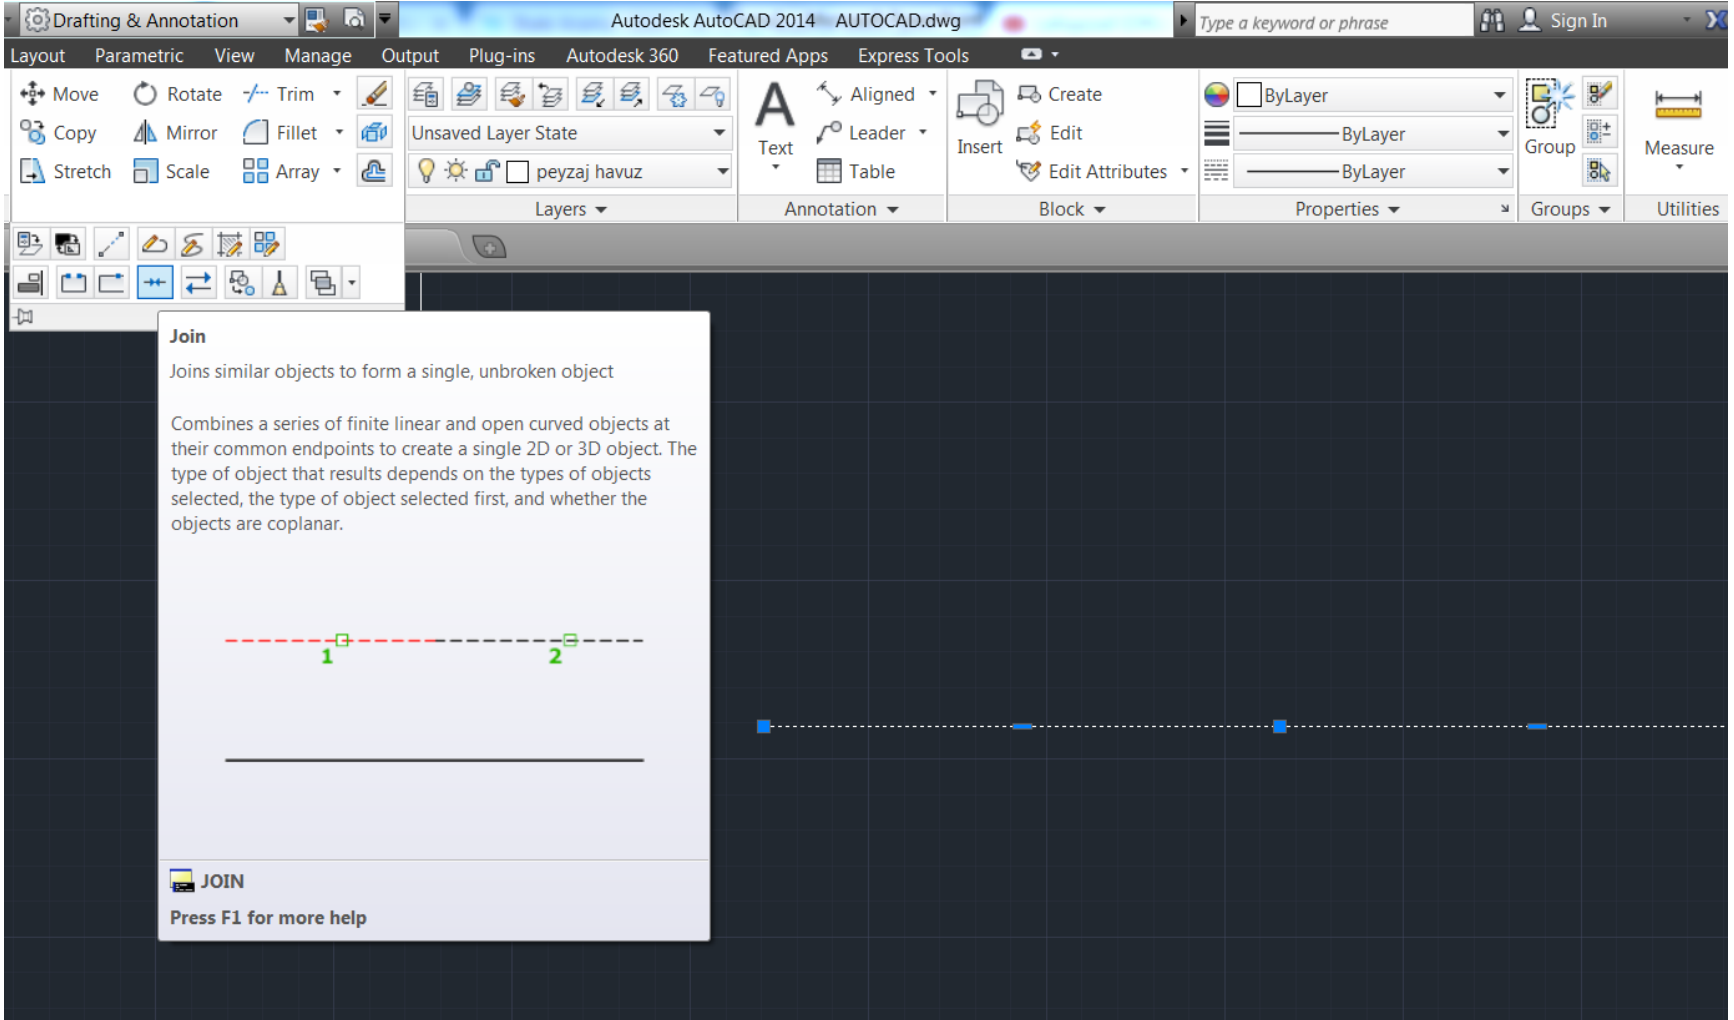 Drafting & Annotation
Autodesk AutoCAD 2014 AUTOCAD.dwg
Type a keyword or phrase
Sign In
Layout Parametric View Manage Output Plug-ins Autodesk 360 Featured Apps Express Tools
Move Rotate Trim
Copy Mirror Fillet
Stretch Scale Array
Unsaved Layer State
peyzaj havuz
Layers
A
Text
Aligned
Leader
Table
Annotation
Insert
Create
Edit
Edit Attributes
Block
ByLayer
ByLayer
ByLayer
Properties
Group
Groups
Measure
Utilities
Join
Joins similar objects to form a single, unbroken object
Combines a series of finite linear and open curved objects at
their common endpoints to create a single 2D or 3D object. The
type of object that results depends on the types of objects
selected, the type of object selected first, and whether the
objects are coplanar.
1 2
JOIN
Press F1 for more help